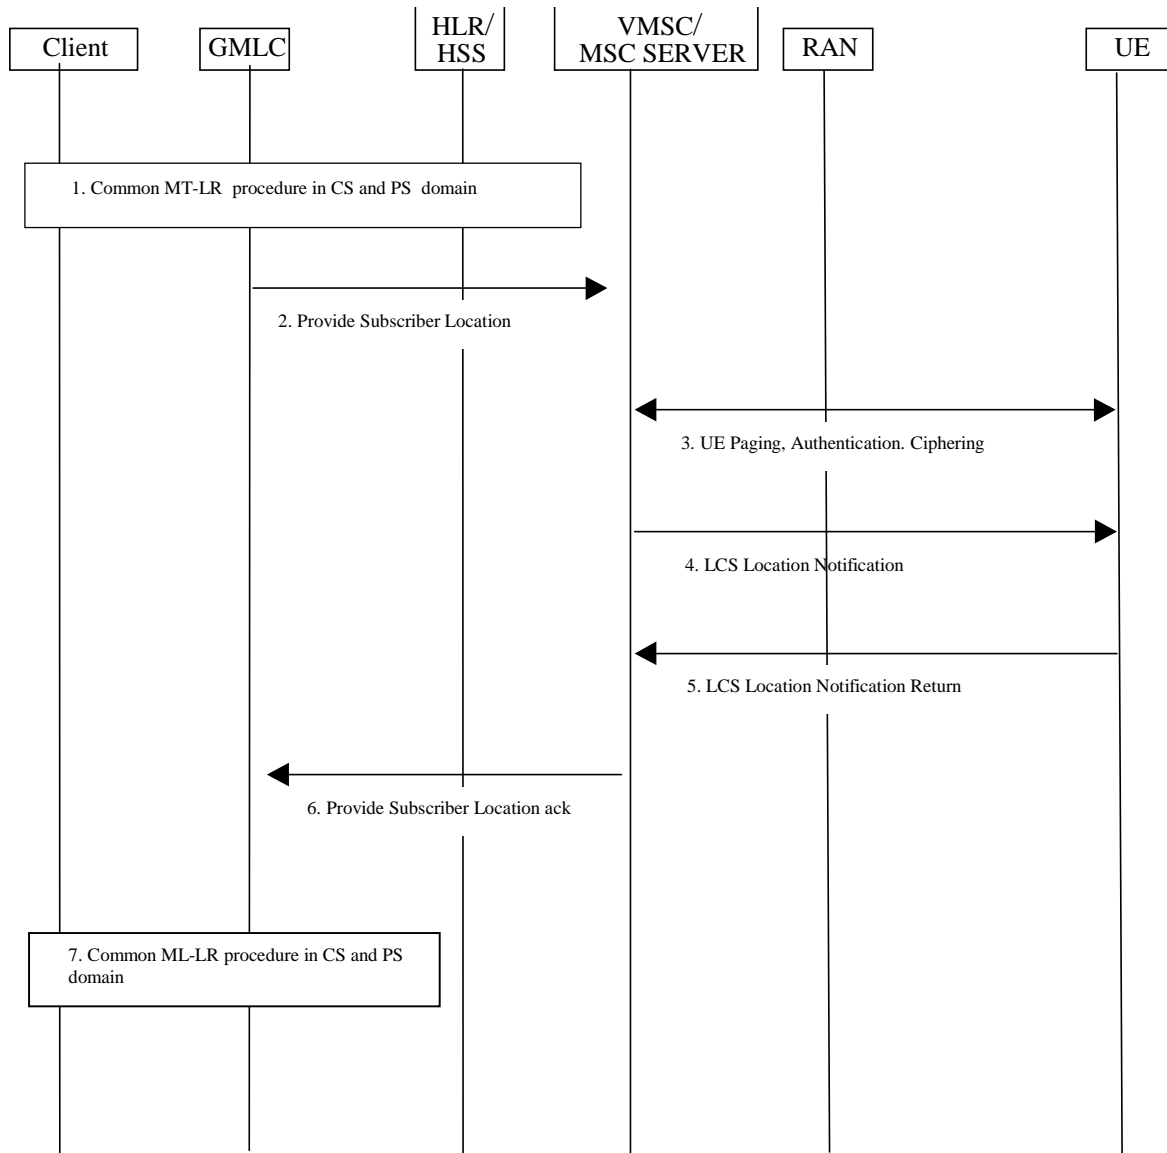 Client
GMLC
HLR/
HSS
VMSC/
MSC SERVER
RAN
UE
1. Common MT-LR procedure in CS and PS domain
2. Provide Subscriber Location
3. UE Paging, Authentication. Ciphering
4. LCS Location Notification
5. LCS Location Notification Return
6. Provide Subscriber Location ack
7. Common ML-LR procedure in CS and PS
domain